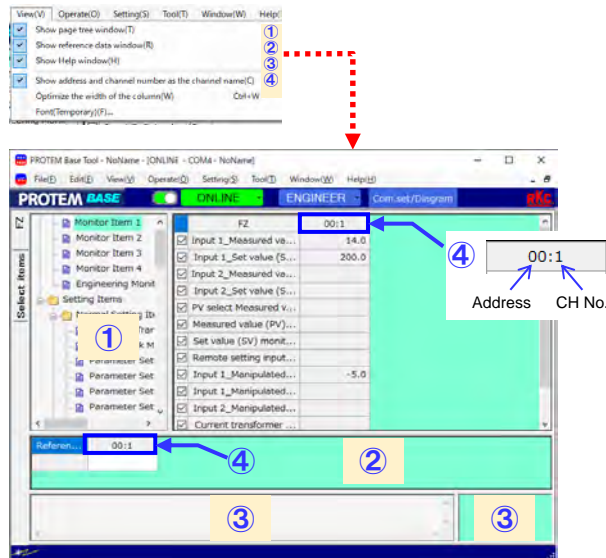 View(V) Operate(O) Setting(S) Tool(T) Window(W) Help(
Show page tree window(T) ①
Show reference data window(R) ②
Show Help window(H) ③
Show address and channel number as the channel name(C) ④
Optimize the width of the column(W) Ctrl+W
Font(Temporary)(F)...
PROTEM Base Tool - NoName - [ONLINE - COM4 - NoName]
File(F) Edit(E) View(V) Operate(O) Setting(S) Tool(T) Window(W) Help(H)
PROTEM BASE ONLINE ENGINEER Com.set/Diagram RKC
FZ
Select items
Monitor Item 1
Monitor Item 2
Monitor Item 3
Monitor Item 4
Engineering Monit
Setting Items
Normal Setting Ite
Parameter Set
Parameter Set
Parameter Set
Parameter Set
①
FZ 00:1
Input 1_Measured va... 14.0
Input 1_Set value (S... 200.0
Input 2_Measured va...
Input 2_Set value (S...
PV select Measured v...
Measured value (PV)...
Set value (SV) monit...
Remote setting input...
Input 1_Manipulated... -5.0
Input 1_Manipulated...
Input 2_Manipulated...
Current transformer ...
④
00:1
Address CH No.
Referen... 00:1
④ ②
③ ③